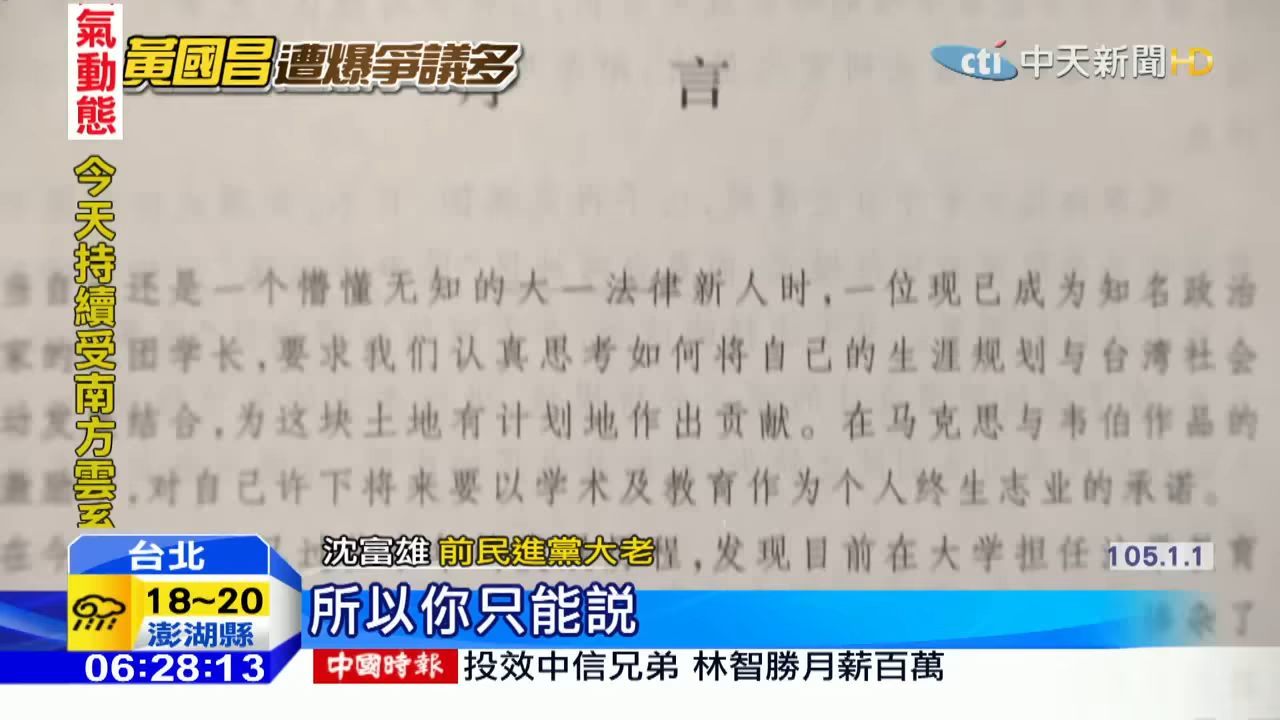 氣動態
今天持續受南方雲系
黃國昌遭爆爭議多
cti中天新聞HD
言
还是一个懵懂无知的大一法律新人时,一位现已成为知名政治
家的 团学长,要求我们认真思考如何将自己的生涯规划与台湾社会
动发 结合,为这块土地有计划地作出贡献。在马克思与韦伯作品的
,对自己许下将来要以学术及教育作为个人终生志业的承诺。
在今 程,发现目前在大学担任 育
杂了
105.1.1
沈富雄 前民進黨大老
所以你只能説
台北
18~20
澎湖縣
06:28:13
中國時報 投效中信兄弟 林智勝月薪百萬